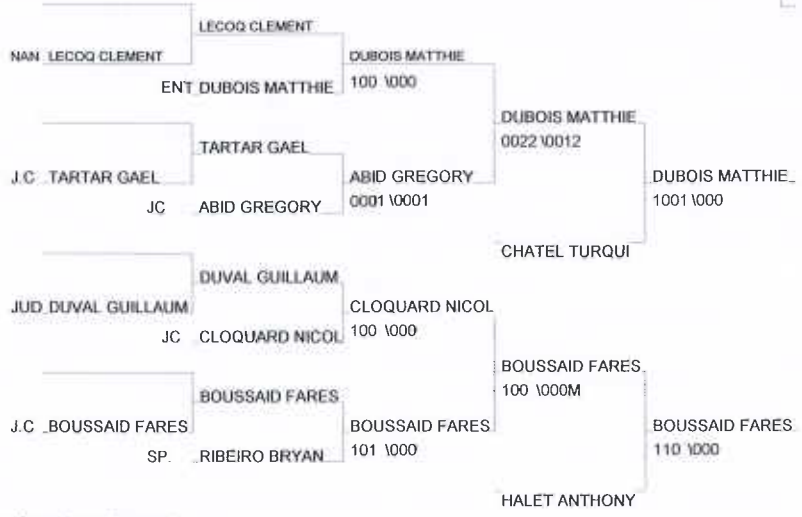 LECOQ CLEMENT
NAN LECOQ CLEMENT DUBOIS MATTHIE
ENT DUBOIS MATTHIE 100 \000
DUBOIS MATTHIE
TARTAR GAEL 0022 \0012
J.C TARTAR GAEL ABID GREGORY DUBOIS MATTHIE
JC ABID GREGORY 0001 \0001 1001 \000
CHATEL TURQUI
DUVAL GUILLAUM
JUD DUVAL GUILLAUM CLOQUARD NICOL
JC CLOQUARD NICOL 100 \000
BOUSSAID FARES
BOUSSAID FARES 100 \000M
J.C BOUSSAID FARES BOUSSAID FARES BOUSSAID FARES
SP. RIBEIRO BRYAN 101 \000 110 \000
HALET ANTHONY